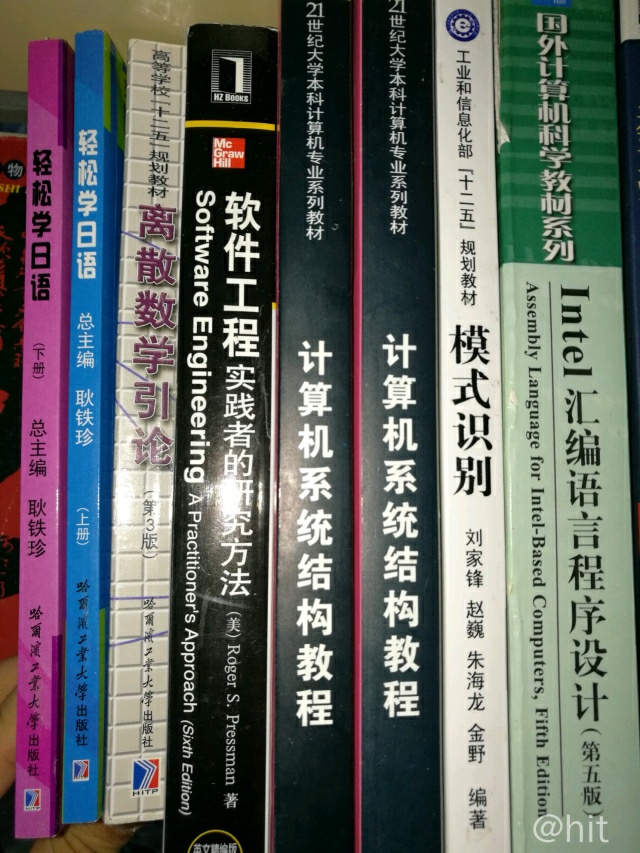 物
轻松学日语
(下册)
总主编 耿铁珍
哈尔滨工业大学出版社
轻松学日语
总主编 耿铁珍
(上册)
哈尔滨工业大学出版社
高等学校“十二五”规划教材
离散数学引论
(第3版)
哈尔滨工业大学出版社
HITP
HZ BOOKS
Mc
Graw
Hill
软件工程 实践者的研究方法
Software Engineering A Practitioner's Approach (Sixth Edition)
(美) Roger S. Pressman 著
英文精编版
21世纪大学本科计算机专业系列教材
计算机系统结构教程
21世纪大学本科计算机专业系列教材
计算机系统结构教程
工业和信息化部“十二五”规划教材
模式识别
刘家锋 赵巍 朱海龙 金野 编著
国外计算机科学教材系列
Intel 汇编语言程序设计(第五版)
Assembly Language for Intel-Based Computers, Fifth Edition
@hit